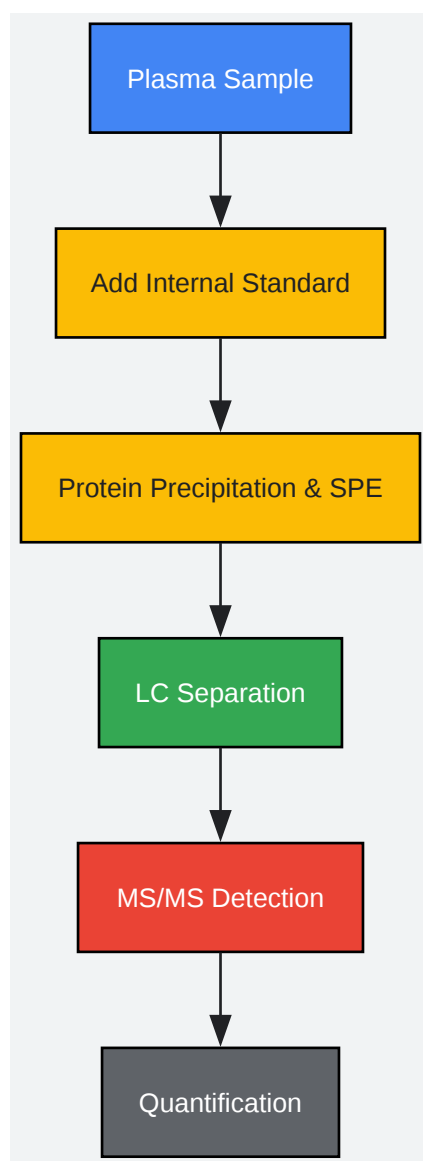 Plasma Sample
Add Internal Standard
Protein Precipitation & SPE
LC Separation
MS/MS Detection
Quantification